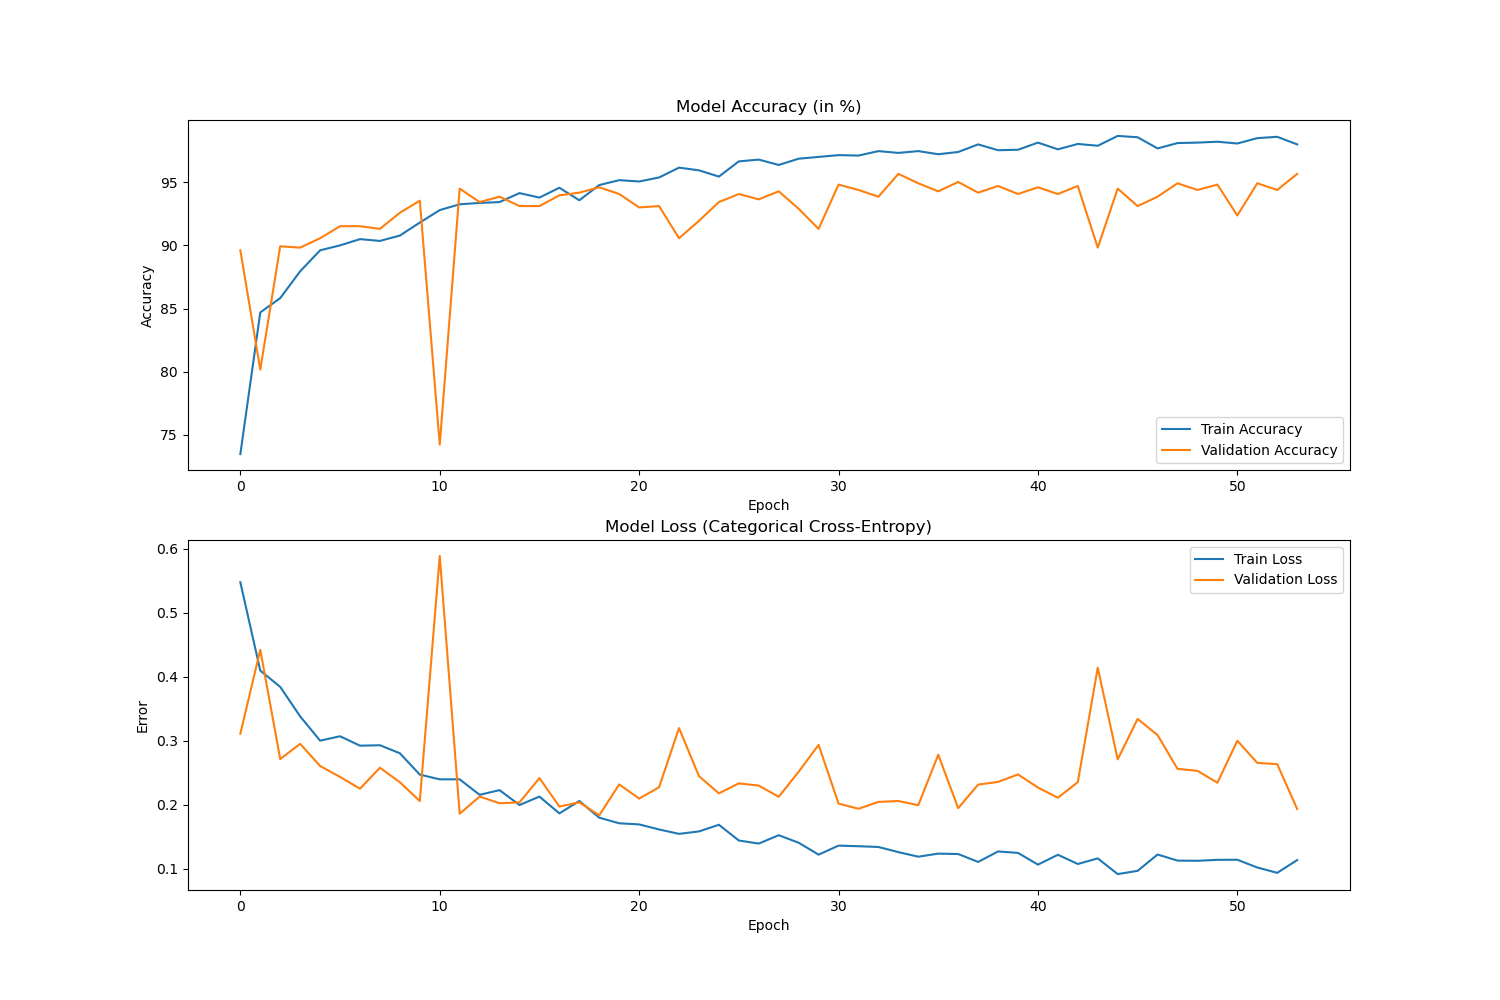 Model Accuracy (in %)
95
90
85
80
75
Accuracy
Train Accuracy
Validation Accuracy
0 10 20 30 40 50
Epoch
Model Loss (Categorical Cross-Entropy)
0.6
0.5
0.4
0.3
0.2
0.1
Error
Train Loss
Validation Loss
0 10 20 30 40 50
Epoch